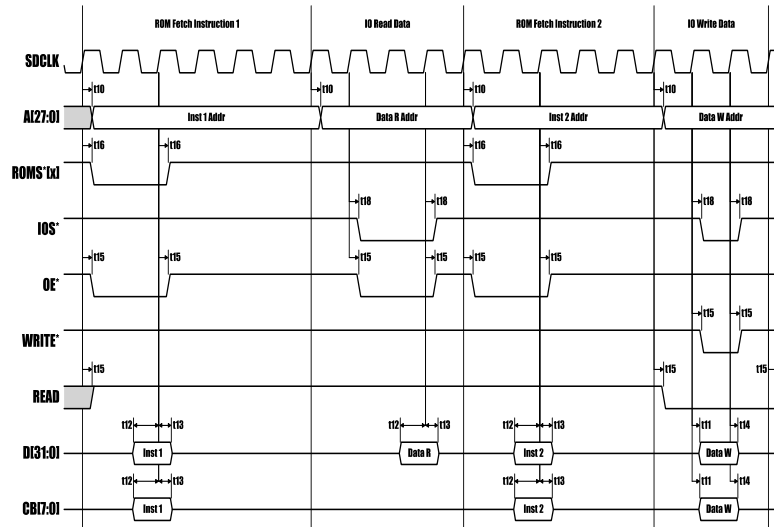 ROM Fetch Instruction 1 IO Read Data ROM Fetch Instruction 2 IO Write Data
SDCLK
t10 t10 t10 t10
A[27:0] Inst 1 Addr Data R Addr Inst 2 Addr Data W Addr
t16 t16 t16 t16
ROMS*[x]
t18 t18 t18 t18
IOS*
t15 t15 t15 t15 t15 t15
OE*
t15 t15
WRITE*
t15 t15 t15
READ
t12 t13 t12 t13 t12 t13 t11 t14
D[31:0] Inst 1 Data R Inst 2 Data W
t12 t13 t12 t13 t11 t14
CB[7:0] Inst 1 Inst 2 Data W